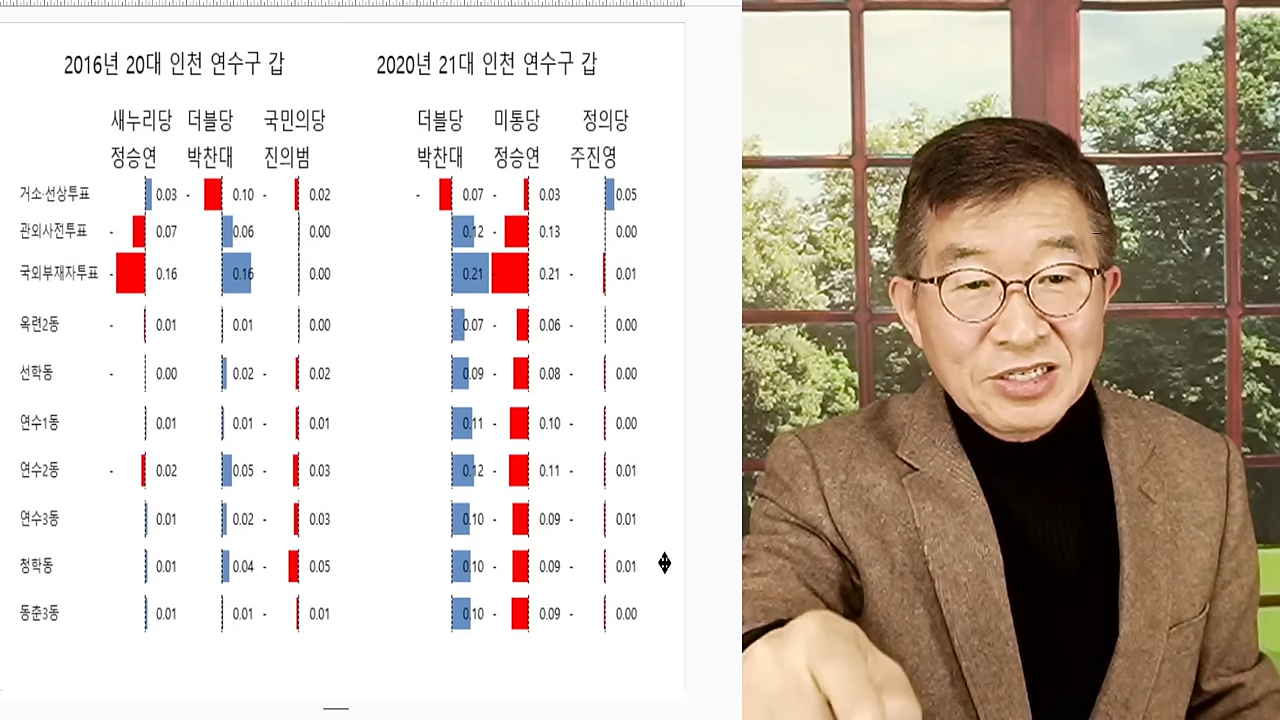 2016년 20대 인천 연수구 갑 2020년 21대 인천 연수구 갑
새누리당 더블당 국민의당 더블당 미통당 정의당
정승연 박찬대 진의범 박찬대 정승연 주진영
거소·선상투표 0.03 - 0.10 - 0.02 - 0.07 - 0.03 0.05
관외사전투표 - 0.07 0.06 0.00 0.12 - 0.13 0.00
국외부재자투표 - 0.16 0.16 0.00 0.21 - 0.21 - 0.01
옥련2동 - 0.01 0.01 0.00 0.07 - 0.06 - 0.00
선학동 - 0.00 0.02 - 0.02 0.09 - 0.08 - 0.00
연수1동 0.01 0.01 - 0.01 0.11 - 0.10 - 0.00
연수2동 - 0.02 0.05 - 0.03 0.12 - 0.11 - 0.01
연수3동 0.01 0.02 - 0.03 0.10 - 0.09 - 0.01
청학동 0.01 0.04 - 0.05 0.10 - 0.09 - 0.01
동춘3동 0.01 0.01 - 0.01 0.10 - 0.09 - 0.00